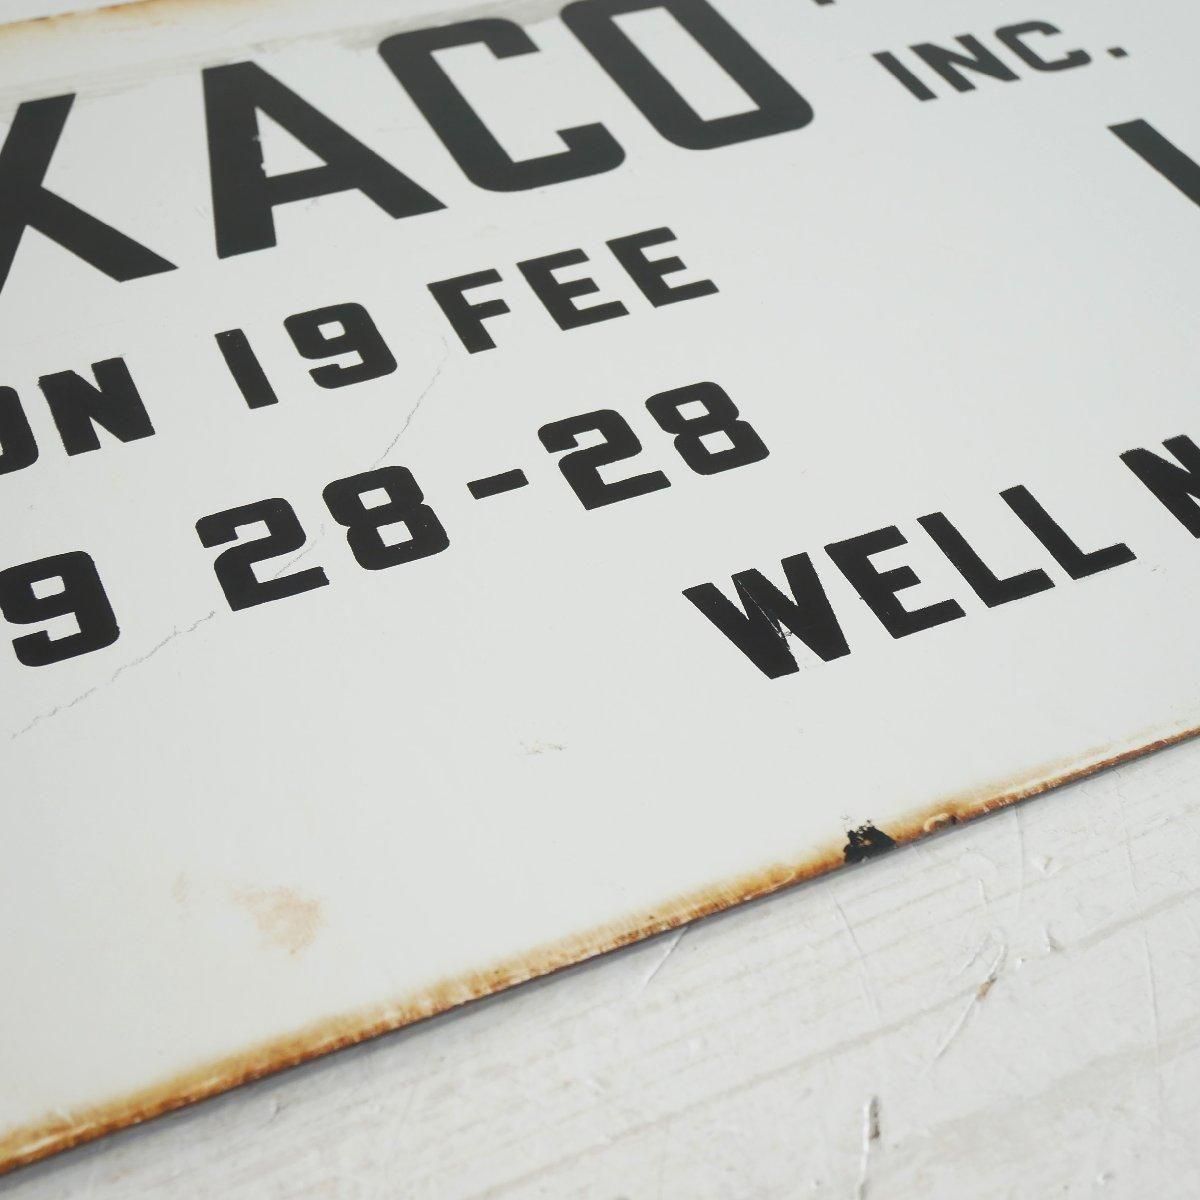 XACO INC.
ON 19 FEE
9 28-28
WELL N